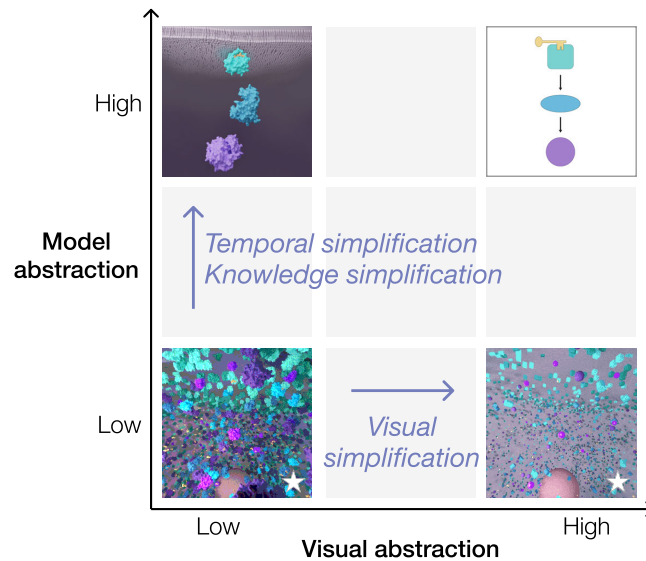 High
Model
abstraction
Temporal simplification
Knowledge simplification
Low
Visual
simplification
Low
High
Visual abstraction